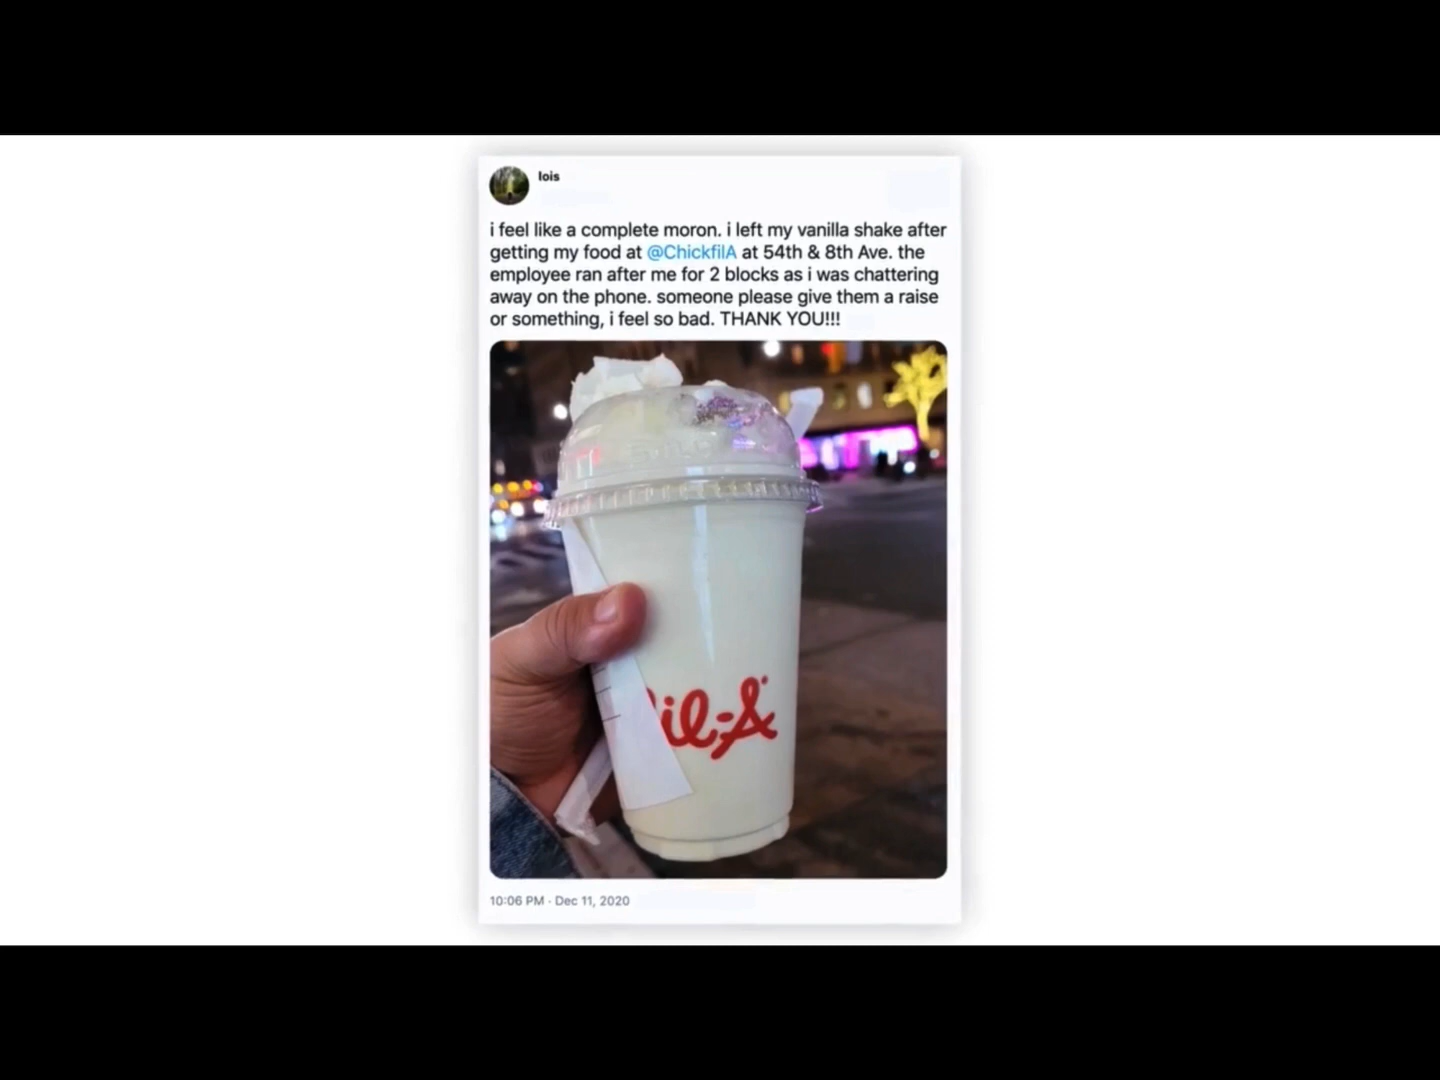 lois
i feel like a complete moron. i left my vanilla shake after
getting my food at @ChickfilA at 54th & 8th Ave. the
employee ran after me for 2 blocks as i was chattering
away on the phone. someone please give them a raise
or something, i feel so bad. THANK YOU!!!
il-A
10:06 PM · Dec 11, 2020